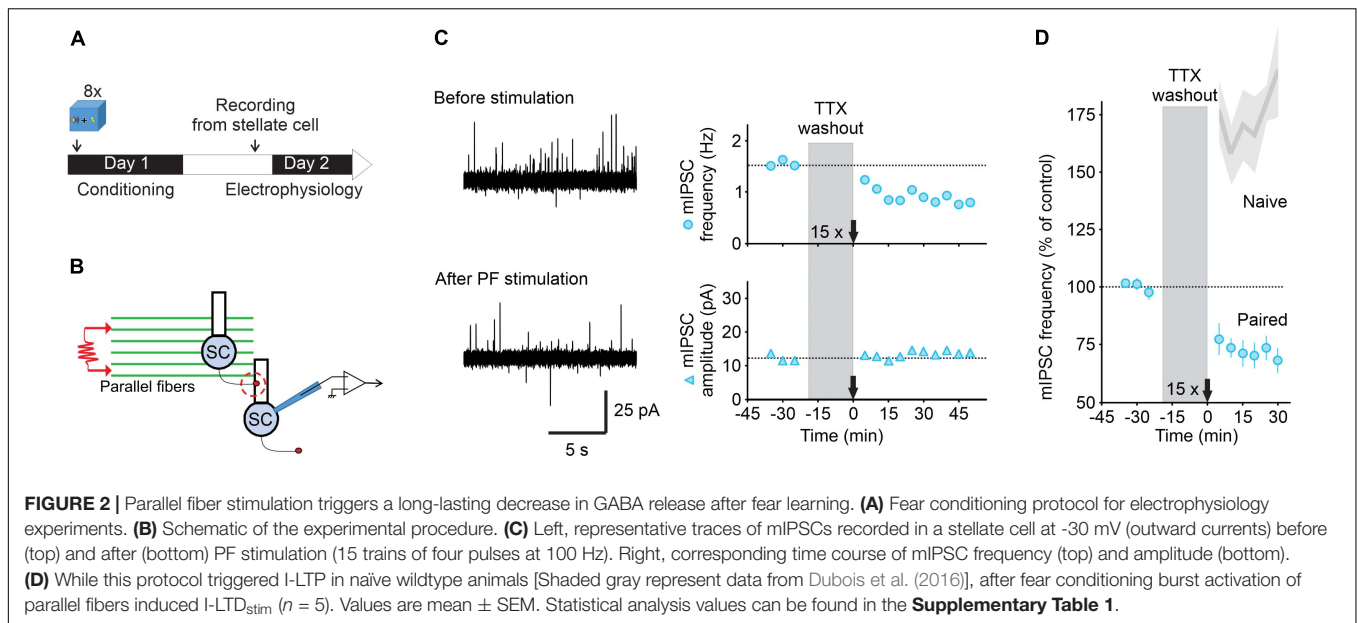 A
8x
Recording
from stellate cell
Day 1
Day 2
Conditioning
Electrophysiology
B
SC
Parallel fibers
SC
C
Before stimulation
After PF stimulation
25 pA
5 s
TTX
washout
mIPSC
frequency (Hz)
2
1
0
15 x
mIPSC
amplitude (pA)
30
20
10
0
-45 -30 -15 0 15 30 45
Time (min)
D
TTX
washout
mIPSC frequency (% of control)
175
150
125
100
75
50
Naive
Paired
15 x
-45 -30 -15 0 15 30
Time (min)
FIGURE 2 | Parallel fiber stimulation triggers a long-lasting decrease in GABA release after fear learning. (A) Fear conditioning protocol for electrophysiology
experiments. (B) Schematic of the experimental procedure. (C) Left, representative traces of mIPSCs recorded in a stellate cell at -30 mV (outward currents) before
(top) and after (bottom) PF stimulation (15 trains of four pulses at 100 Hz). Right, corresponding time course of mIPSC frequency (top) and amplitude (bottom).
(D) While this protocol triggered I-LTP in naïve wildtype animals [Shaded gray represent data from Dubois et al. (2016)], after fear conditioning burst activation of
parallel fibers induced I-LTDstim (n = 5). Values are mean ± SEM. Statistical analysis values can be found in the Supplementary Table 1.